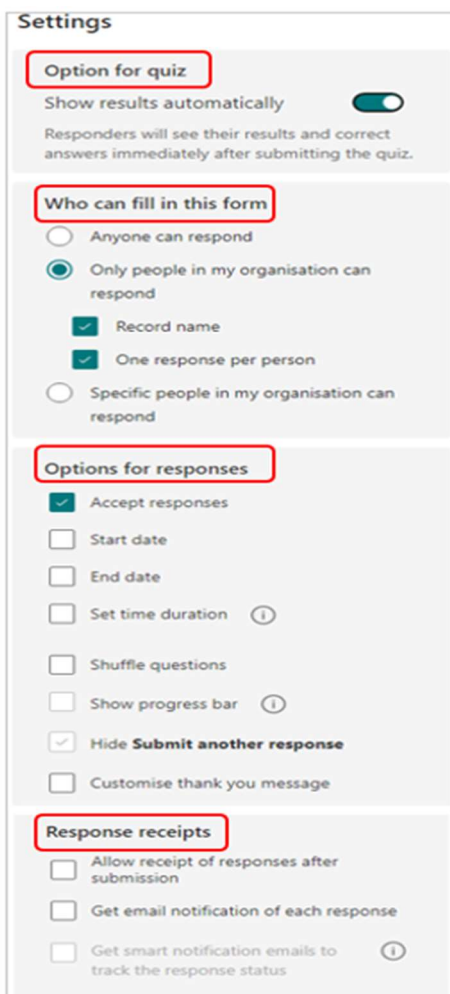 Settings
Option for quiz
Show results automatically
Responders will see their results and correct
answers immediately after submitting the quiz.
Who can fill in this form
Anyone can respond
Only people in my organisation can
respond
Record name
One response per person
Specific people in my organisation can
respond
Options for responses
Accept responses
Start date
End date
Set time duration
Shuffle questions
Show progress bar
Hide Submit another response
Customise thank you message
Response receipts
Allow receipt of responses after
submission
Get email notification of each response
Get smart notification emails to
track the response status